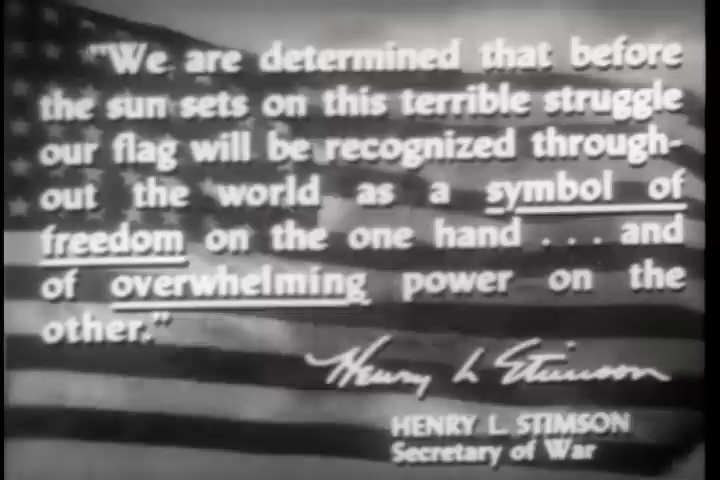 "We are determined that before
the sun sets on this terrible struggle
our flag will be recognized through-
out the world as a symbol of
freedom on the one hand . . . and
of overwhelming power on the
other."
Henry L Stimson
HENRY L. STIMSON
Secretary of War